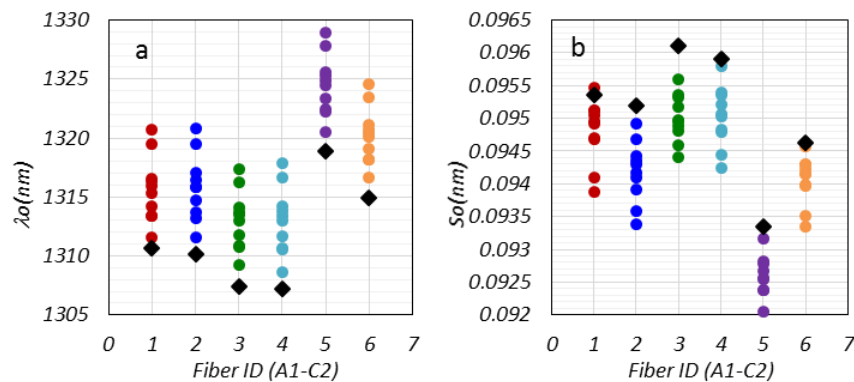 a
1330
1325
1320
1315
1310
1305
λo(nm)
0 1 2 3 4 5 6 7
Fiber ID (A1-C2)
b
0.0965
0.096
0.0955
0.095
0.0945
0.094
0.0935
0.093
0.0925
0.092
So(nm)
0 1 2 3 4 5 6 7
Fiber ID (A1-C2)